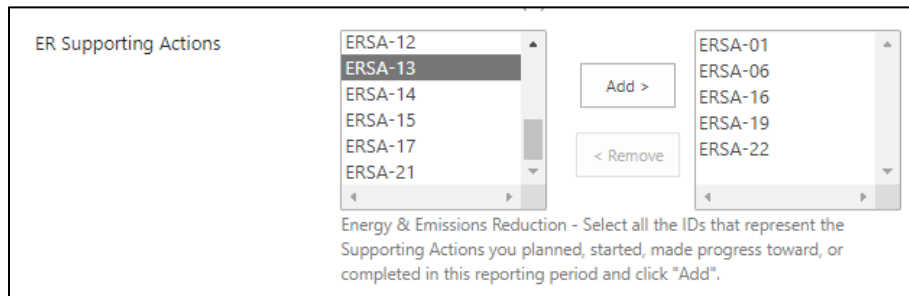 ER Supporting Actions
ERSA-12
ERSA-13
ERSA-14
ERSA-15
ERSA-17
ERSA-21
Add >
< Remove
ERSA-01
ERSA-06
ERSA-16
ERSA-19
ERSA-22
Energy & Emissions Reduction - Select all the IDs that represent the
Supporting Actions you planned, started, made progress toward, or
completed in this reporting period and click "Add".